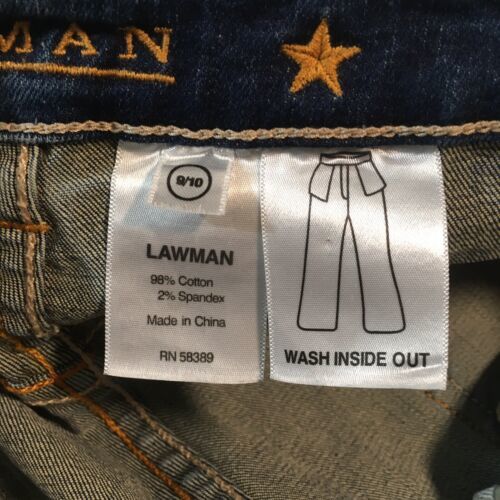 MAN
9/10
LAWMAN
98% Cotton
2% Spandex
Made in China
RN 58389
WASH INSIDE OUT